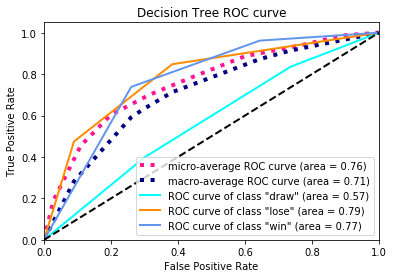 Decision Tree ROC curve
True Positive Rate
1.0
0.8
0.6
0.4
0.2
0.0
micro-average ROC curve (area = 0.76)
macro-average ROC curve (area = 0.71)
ROC curve of class "draw" (area = 0.57)
ROC curve of class "lose" (area = 0.79)
ROC curve of class "win" (area = 0.77)
0.0 0.2 0.4 0.6 0.8 1.0
False Positive Rate